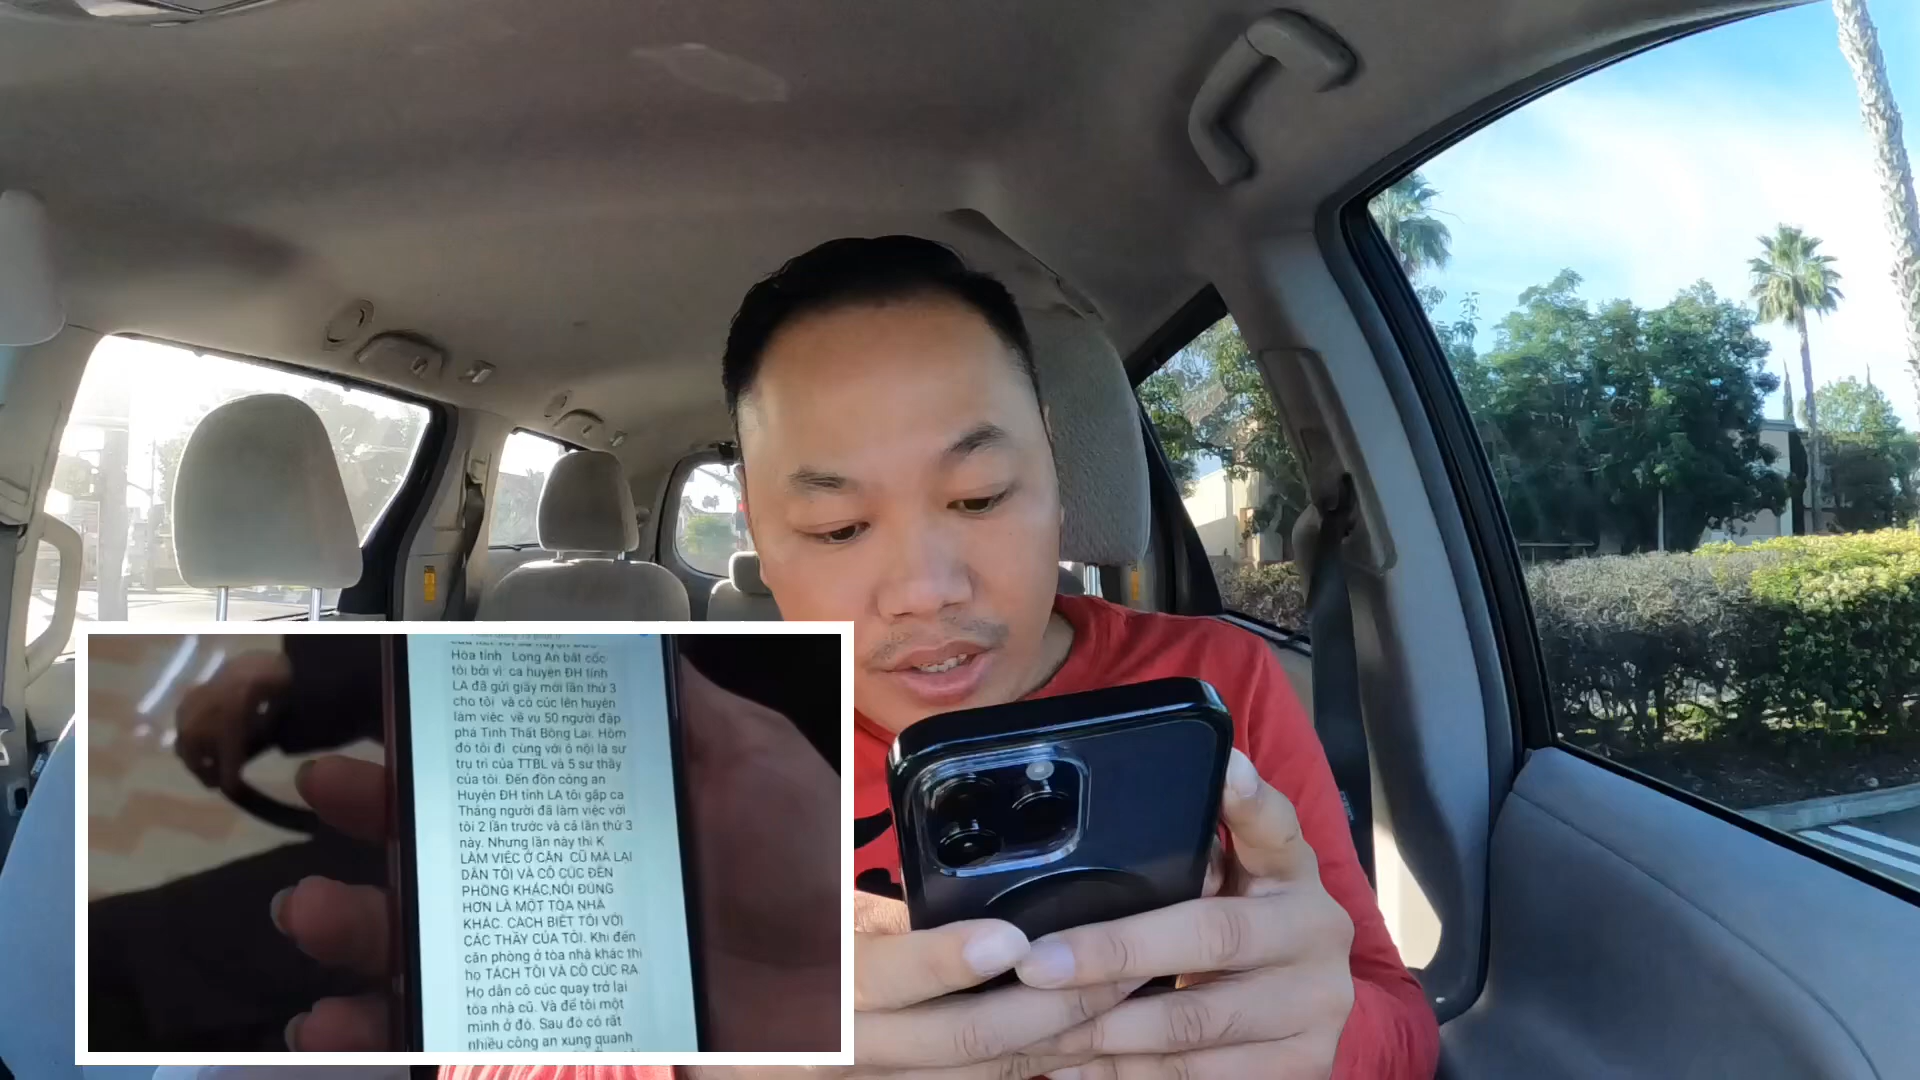 Hòa tỉnh Long An bắt cóc
tôi bởi vì ca huyện ĐH tỉnh
LA đã gửi giấy mời lần thứ 3
cho tôi và cô cúc lên huyện
làm việc về vụ 50 người đập
phá Tịnh Thất Bồng Lai. Hôm
đó tôi đi cùng với ô nội là sư
trụ trì của TTBL và 5 sư thầy
của tôi. Đến đồn công an
Huyện ĐH tỉnh LA tôi gặp ca
Thắng người đã làm việc với
tôi 2 lần trước và cả lần thứ 3
này. Nhưng lần này thì K
LÀM VIỆC Ở CĂN CŨ MÀ LẠI
DẪN TÔI VÀ CÔ CÚC ĐẾN
PHÒNG KHÁC,NÓI ĐÚNG
HƠN LÀ MỘT TÒA NHÀ
KHÁC. CÁCH BIỆT TÔI VỚI
CÁC THẦY CỦA TÔI. Khi đến
căn phòng ở tòa nhà khác thì
họ TÁCH TÔI VÀ CÔ CÚC RA.
Họ dẫn cô cúc quay trở lại
tòa nhà cũ. Và để tôi một
mình ở đó. Sau đó có rất
nhiều công an xung quanh